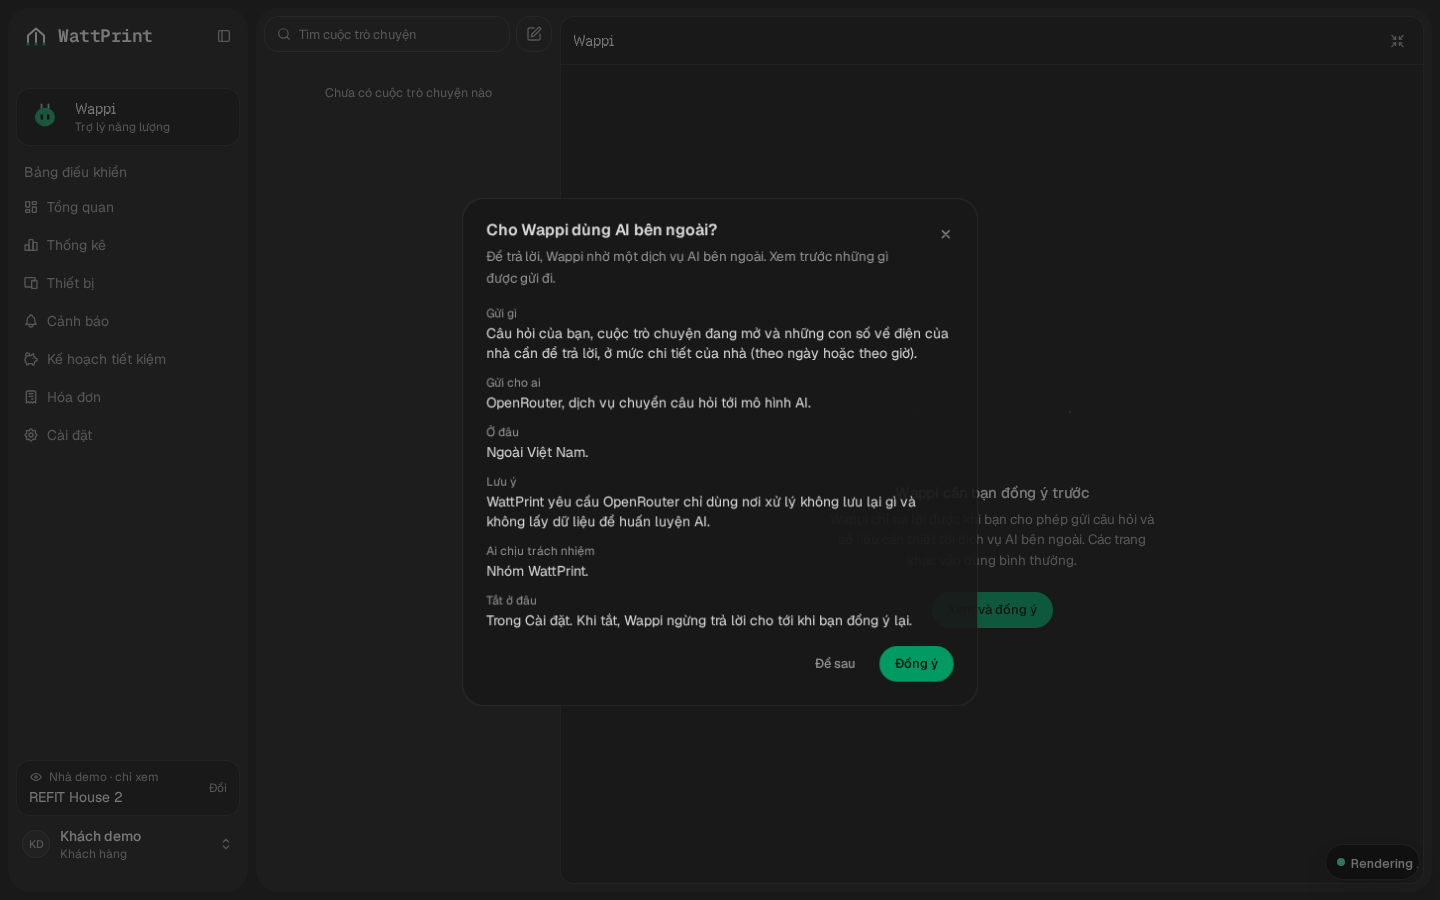 WattPrint
Tìm cuộc trò chuyện
Wappi
Chưa có cuộc trò chuyện nào
Wappi
Trợ lý năng lượng
Bảng điều khiển
Tổng quan
Thống kê
Thiết bị
Cảnh báo
Kế hoạch tiết kiệm
Hóa đơn
Cài đặt
Cho Wappi dùng AI bên ngoài?
Để trả lời, Wappi nhờ một dịch vụ AI bên ngoài. Xem trước những gì
được gửi đi.
Gửi gì
Câu hỏi của bạn, cuộc trò chuyện đang mở và những con số về điện của
nhà cần để trả lời, ở mức chi tiết của nhà (theo ngày hoặc theo giờ).
Gửi cho ai
OpenRouter, dịch vụ chuyển câu hỏi tới mô hình AI.
Ở đâu
Ngoài Việt Nam.
Lưu ý
WattPrint yêu cầu OpenRouter chỉ dùng nơi xử lý không lưu lại gì và
không lấy dữ liệu để huấn luyện AI.
Ai chịu trách nhiệm
Nhóm WattPrint.
Tắt ở đâu
Trong Cài đặt. Khi tắt, Wappi ngừng trả lời cho tới khi bạn đồng ý lại.
Để sau
Đồng ý
Wappi cần bạn đồng ý trước
bạn cho phép gửi câu hỏi và
vụ AI bên ngoài. Các trang
bình thường.
và đồng ý
Nhà demo · chỉ xem
REFIT House 2
Đổi
KD
Khách demo
Khách hàng
Rendering